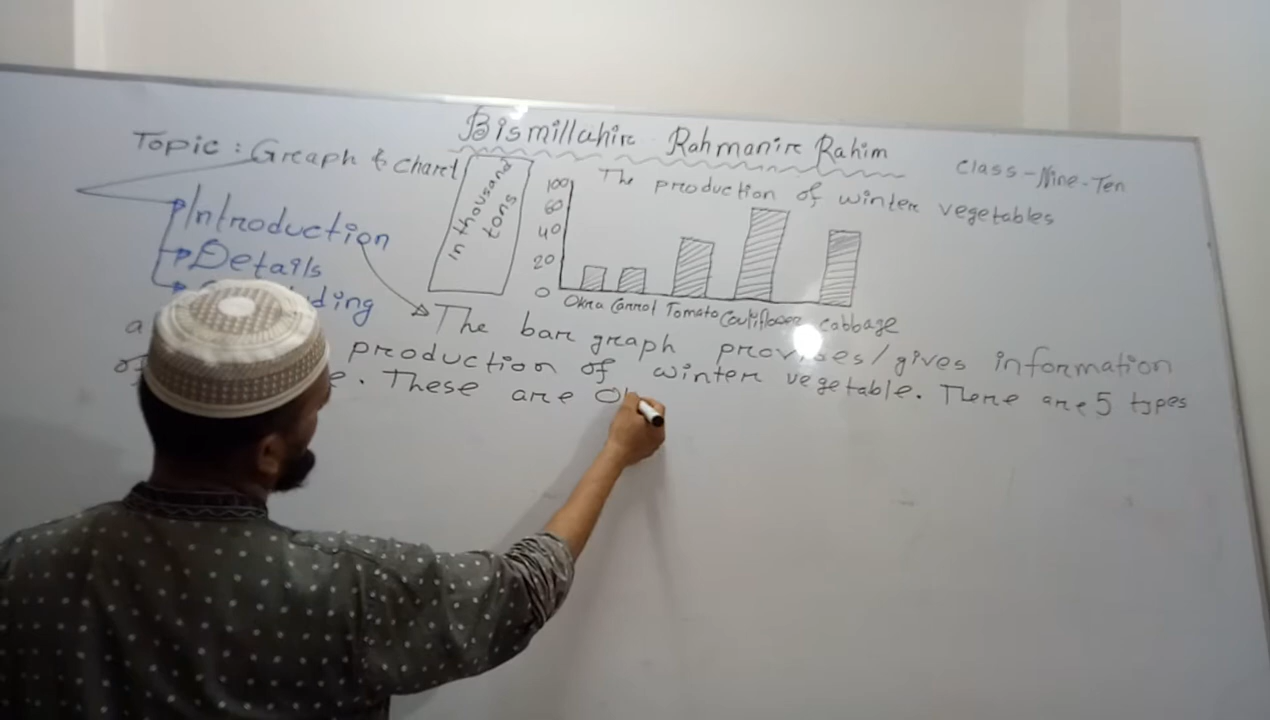 Bismillahir Rahmanir Rahim
Topic: Graph & chart
Class-Nine-Ten
Introduction
Details
in thousand
tons
The production of winter vegetables
100
60
40
20
0
Okra Carrot Tomato Cauliflower Cabbage
The bar graph provides/gives information
a production of winter vegetable. There are 5 types
of These are